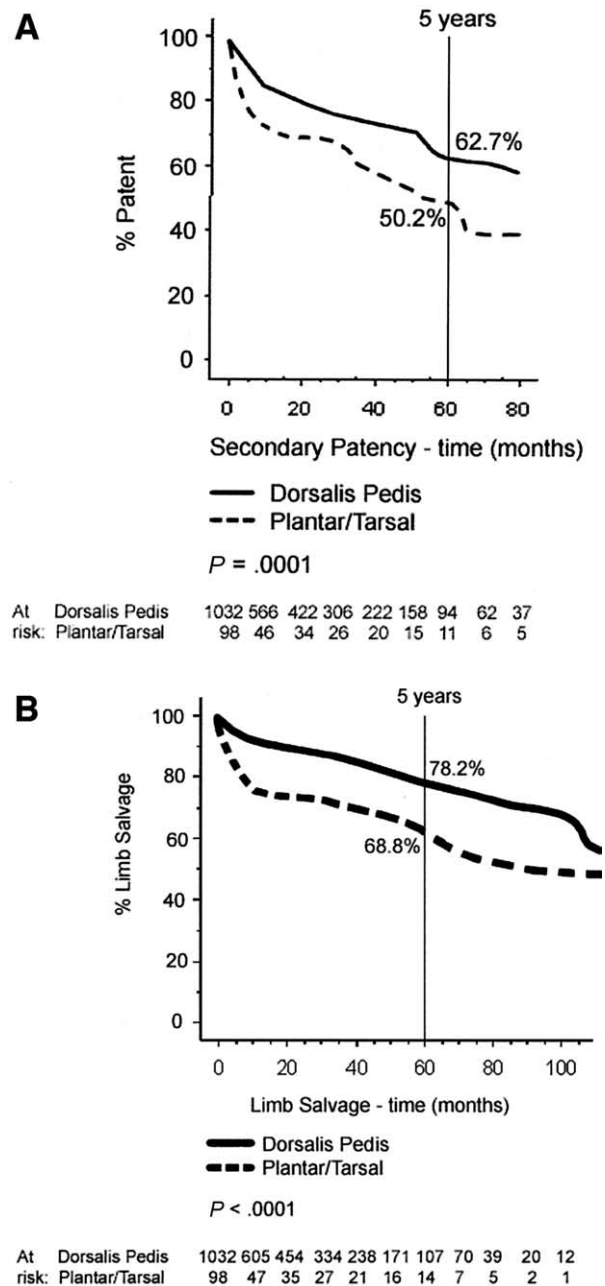 A
5 years
100
80
60
40
20
0
% Patent
62.7%
50.2%
0 20 40 60 80
Secondary Patency - time (months)
Dorsalis Pedis
Plantar/Tarsal
P = .0001
At Dorsalis Pedis 1032 566 422 306 222 158 94 62 37
risk: Plantar/Tarsal 98 46 34 26 20 15 11 6 5
B
5 years
100
80
60
40
20
0
% Limb Salvage
78.2%
68.8%
0 20 40 60 80 100
Limb Salvage - time (months)
Dorsalis Pedis
Plantar/Tarsal
P < .0001
At Dorsalis Pedis 1032 605 454 334 238 171 107 70 39 20 12
risk: Plantar/Tarsal 98 47 35 27 21 16 14 7 5 2 1